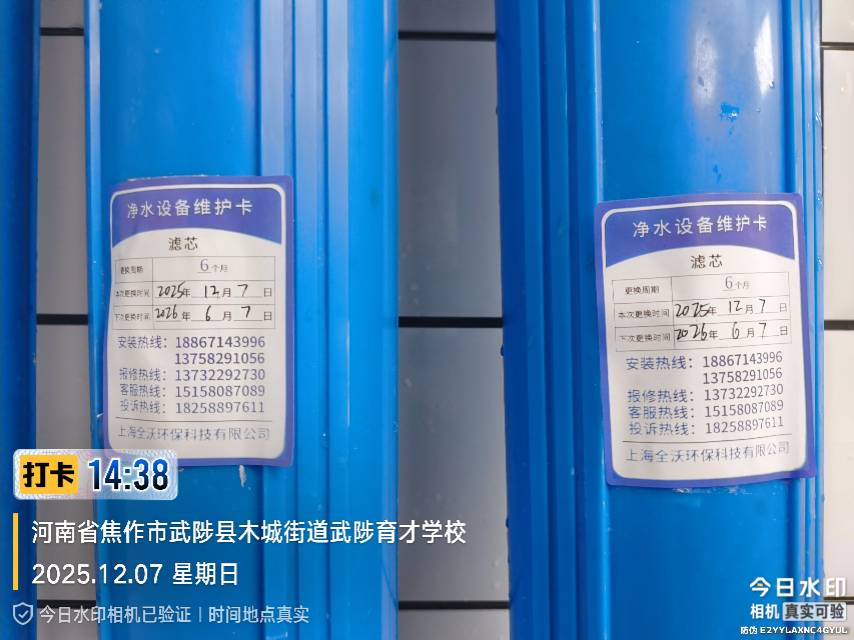 净水设备维护卡
滤芯
更换周期 6个月
本次更换时间 2025年 12月 7日
下次更换时间 2026年 6月 7日
安装热线：18867143996
13758291056
报修热线：13732292730
客服热线：15158087089
投诉热线：18258897611
上海全沃环保科技有限公司
净水设备维护卡
滤芯
更换周期 6个月
本次更换时间 2025年 12月 7日
下次更换时间 2026年 6月 7日
安装热线：18867143996
13758291056
报修热线：13732292730
客服热线：15158087089
投诉热线：18258897611
上海全沃环保科技有限公司
打卡 14:38
河南省焦作市武陟县木城街道武陟育才学校
2025.12.07 星期日
今日水印相机已验证 | 时间地点真实
今日水印
相机 真实可验
防伪 E2YYLAXNC4GYUL